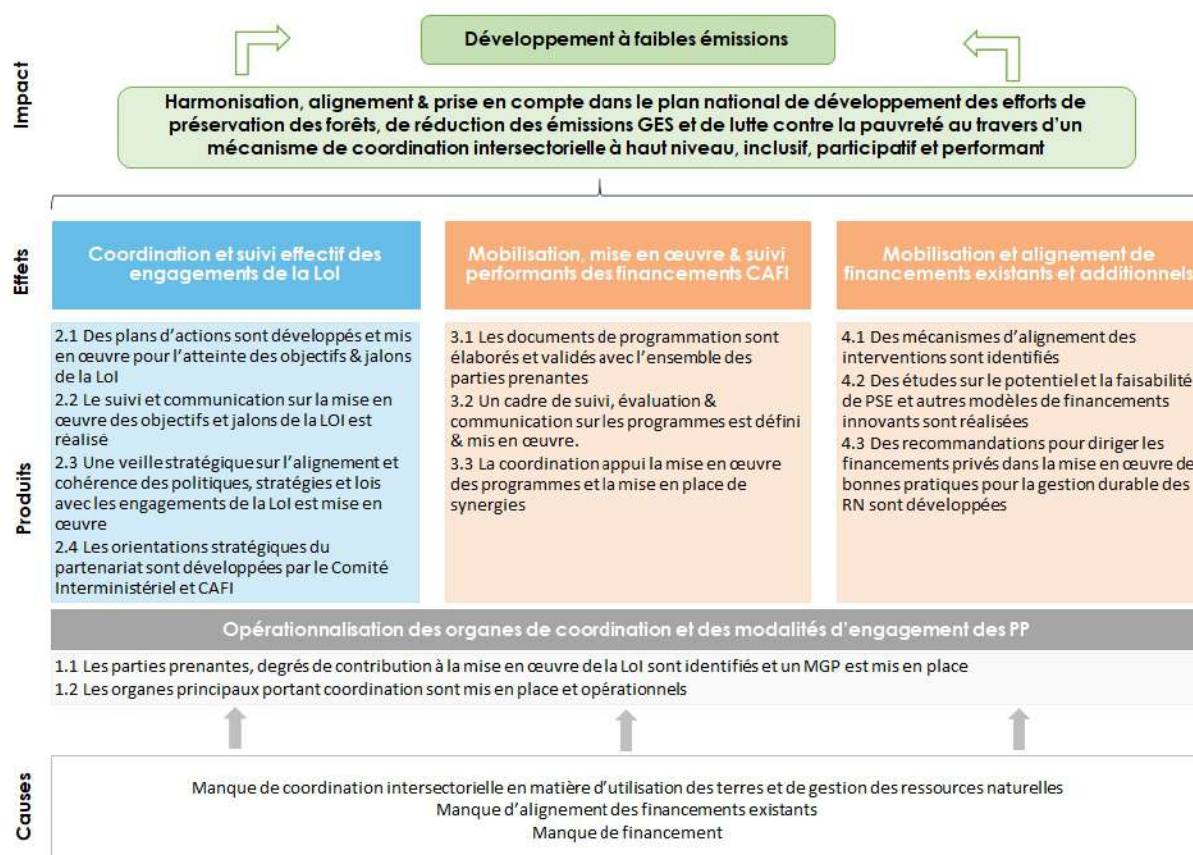 Impact
Développement à faibles émissions
Harmonisation, alignement & prise en compte dans le plan national de développement des efforts de
préservation des forêts, de réduction des émissions GES et de lutte contre la pauvreté au travers d'un
mécanisme de coordination intersectorielle à haut niveau, inclusif, participatif et performant
Effets
Coordination et suivi effectif des
engagements de la LoI
Mobilisation, mise en œuvre & suivi
performants des financements CAFI
Mobilisation et alignement de
financements existants et additionnels
Produits
2.1 Des plans d'actions sont développés et mis
en œuvre pour l'atteinte des objectifs & jalons
de la LoI
2.2 Le suivi et communication sur la mise en
œuvre des objectifs et jalons de la LOI est
réalisé
2.3 Une veille stratégique sur l'alignement et
cohérence des politiques, stratégies et lois
avec les engagements de la LoI est mise en
œuvre
2.4 Les orientations stratégiques du
partenariat sont développées par le Comité
Interministériel et CAFI
3.1 Les documents de programmation sont
élaborés et validés avec l'ensemble des
parties prenantes
3.2 Un cadre de suivi, évaluation &
communication sur les programmes est défini
& mis en œuvre.
3.3 La coordination appui la mise en œuvre
des programmes et la mise en place de
synergies
4.1 Des mécanismes d'alignement des
interventions sont identifiés
4.2 Des études sur le potentiel et la faisabilité
de PSE et autres modèles de financements
innovants sont réalisées
4.3 Des recommandations pour diriger les
financements privés dans la mise en œuvre de
bonnes pratiques pour la gestion durable des
RN sont développées
Opérationnalisation des organes de coordination et des modalités d'engagement des PP
1.1 Les parties prenantes, degrés de contribution à la mise en œuvre de la LoI sont identifiés et un MGP est mis en place
1.2 Les organes principaux portant coordination sont mis en place et opérationnels
Causes
Manque de coordination intersectorielle en matière d'utilisation des terres et de gestion des ressources naturelles
Manque d'alignement des financements existants
Manque de financement